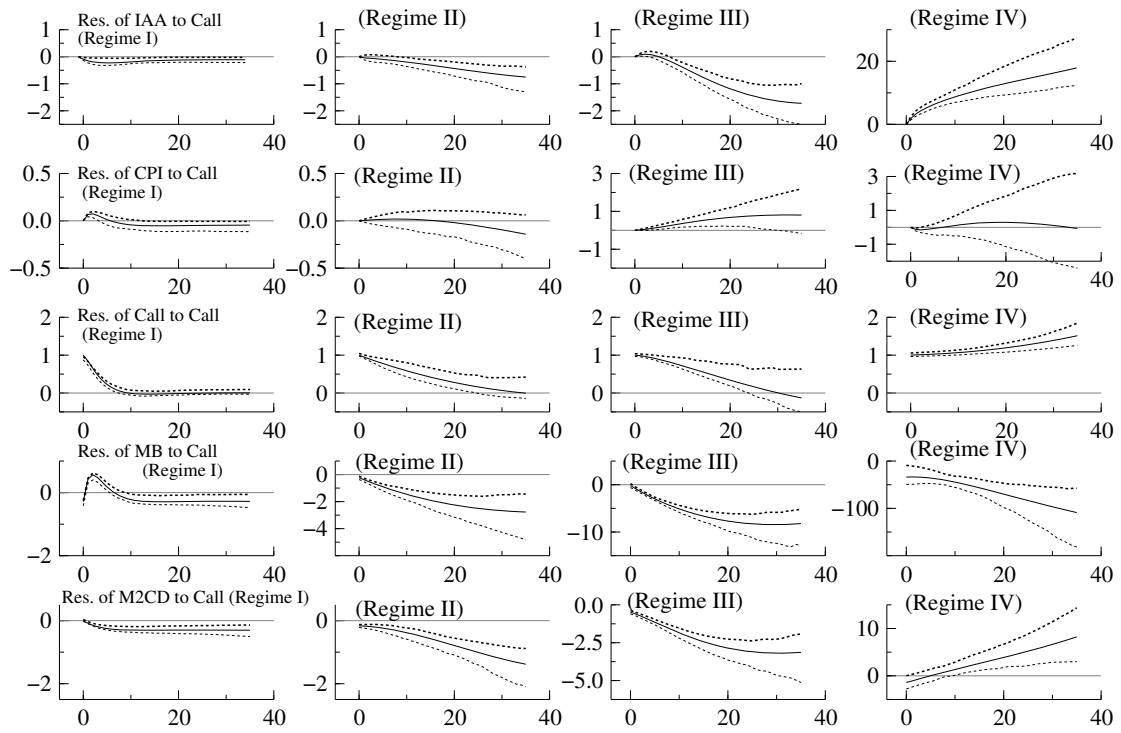 Res. of IAA to Call
(Regime I)
(Regime II)
(Regime III)
(Regime IV)
1
0
−1
−2
0 20 40
1
0
−1
−2
0 20 40
1
0
−1
−2
0 20 40
20
0
0 20 40
Res. of CPI to Call
(Regime I)
(Regime II)
(Regime III)
(Regime IV)
0.5
0.0
−0.5
0 20 40
0.5
0.0
−0.5
0 20 40
3
1
−1
0 20 40
3
1
−1
0 20 40
Res. of Call to Call
(Regime I)
(Regime II)
(Regime III)
(Regime IV)
2
1
0
0 20 40
2
1
0
0 20 40
2
1
0
0 20 40
2
1
0
0 20 40
Res. of MB to Call
(Regime I)
(Regime II)
(Regime III)
(Regime IV)
0
−2
0 20 40
0
−2
−4
0 20 40
0
−10
0 20 40
0
−100
0 20 40
Res. of M2CD to Call (Regime I)
(Regime II)
(Regime III)
(Regime IV)
0
−2
0 20 40
0
−2
0 20 40
0.0
−2.5
−5.0
0 20 40
10
0
0 20 40